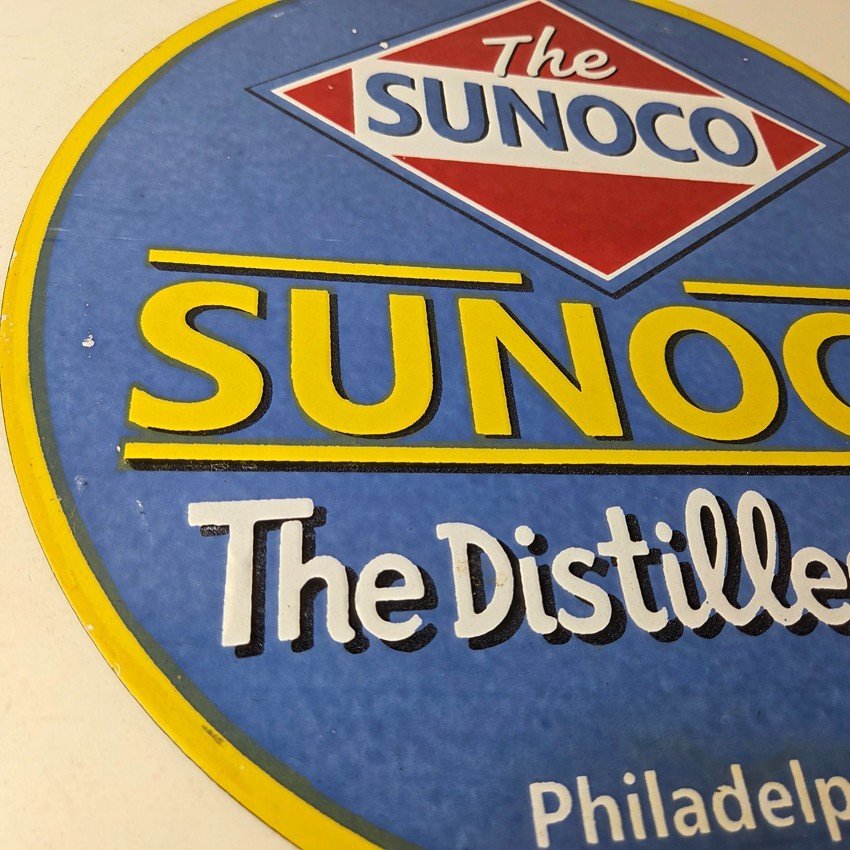 The
SUNOCO
SUNOC
The Distille
Philadelp